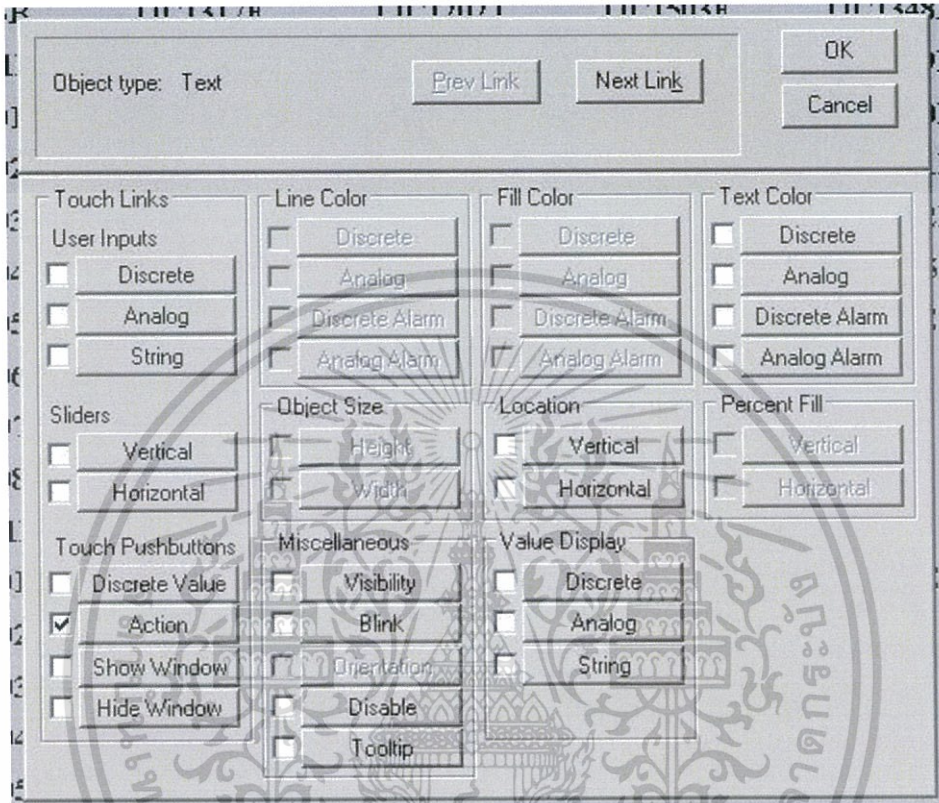 Object type: Text
Prev Link
Next Link
OK
Cancel
Touch Links
User Inputs
Discrete
Analog
String
Sliders
Vertical
Horizontal
Touch Pushbuttons
Discrete Value
Action
Show Window
Hide Window
Line Color
Discrete
Analog
Discrete Alarm
Analog Alarm
Object Size
Height
Width
Miscellaneous
Visibility
Blink
Orientation
Disable
Tooltip
Fill Color
Discrete
Analog
Discrete Alarm
Analog Alarm
Location
Vertical
Horizontal
Value Display
Discrete
Analog
String
Text Color
Discrete
Analog
Discrete Alarm
Analog Alarm
Percent Fill
Vertical
Horizontal